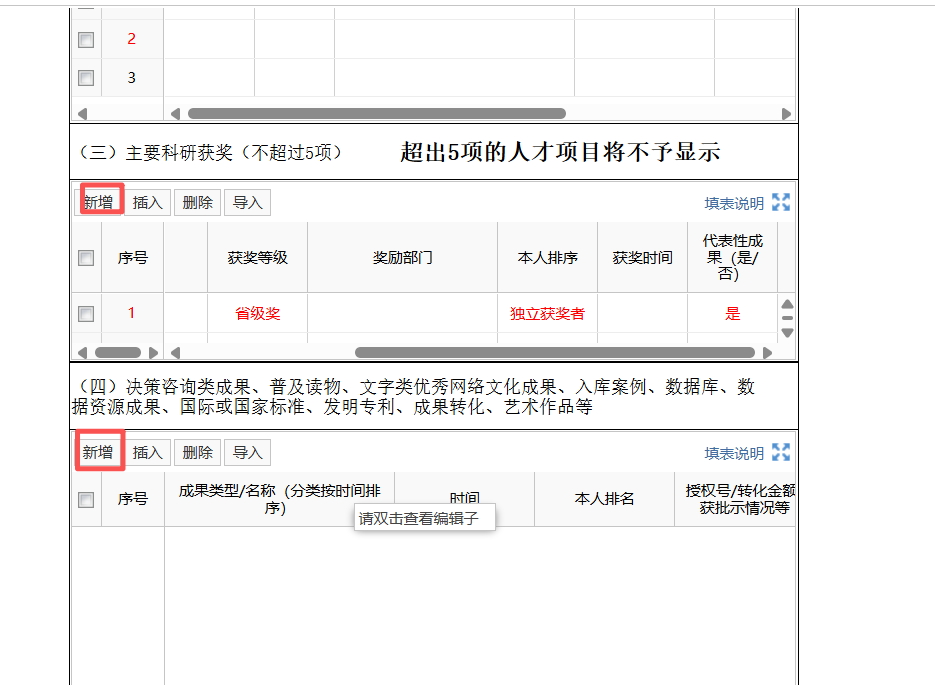 2
3
（三）主要科研获奖（不超过5项） 超出5项的人才项目将不予显示
新增 插入 删除 导入 填表说明
序号 获奖等级 奖励部门 本人排序 获奖时间 代表性成果（是/否）
1 省级奖 独立获奖者 是
（四）决策咨询类成果、普及读物、文字类优秀网络文化成果、入库案例、数据库、数
据资源成果、国际或国家标准、发明专利、成果转化、艺术作品等
新增 插入 删除 导入 填表说明
序号 成果类型/名称（分类按时间排序） 时间 本人排名 授权号/转化金额 获批示情况等
请双击查看编辑子